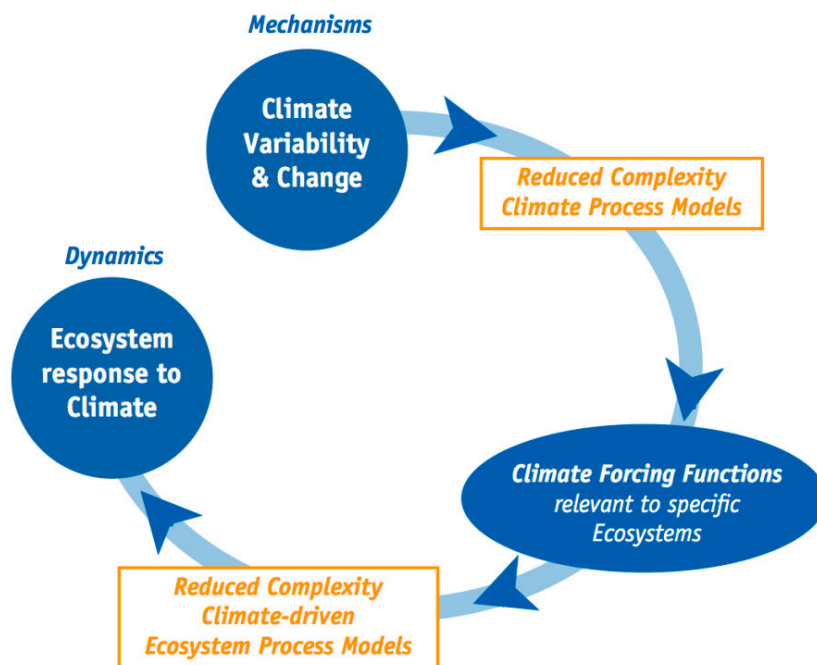 Mechanisms
Climate
Variability
& Change
Reduced Complexity
Climate Process Models
Dynamics
Ecosystem
response to
Climate
Climate Forcing Functions
relevant to specific
Ecosystems
Reduced Complexity
Climate-driven
Ecosystem Process Models